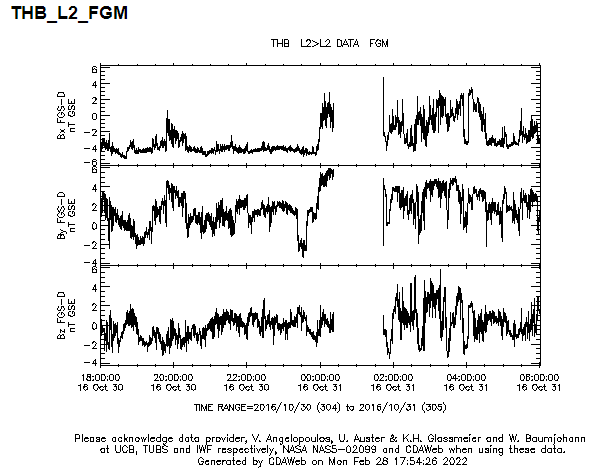 THB_L2_FGM
THB L2>L2 DATA FGM
Bx FGS-D
nT GSE
6
4
2
0
-2
-4
-6
By FGS-D
nT GSE
6
4
2
0
-2
-4
Bz FGS-D
nT GSE
6
4
2
0
-2
-4
18:00:00 20:00:00 22:00:00 00:00:00 02:00:00 04:00:00 06:00:00
16 Oct 30 16 Oct 30 16 Oct 30 16 Oct 31 16 Oct 31 16 Oct 31 16 Oct 31
TIME RANGE=2016/10/30 (304) to 2016/10/31 (305)
Please acknowledge data provider, V. Angelopoulos, U. Auster & K.H. Glassmeier and W. Baumjohann
at UCB, TUBS and IWF respectively, NASA NAS5-02099 and CDAWeb when using these data.
Generated by CDAWeb on Mon Feb 28 17:54:26 2022